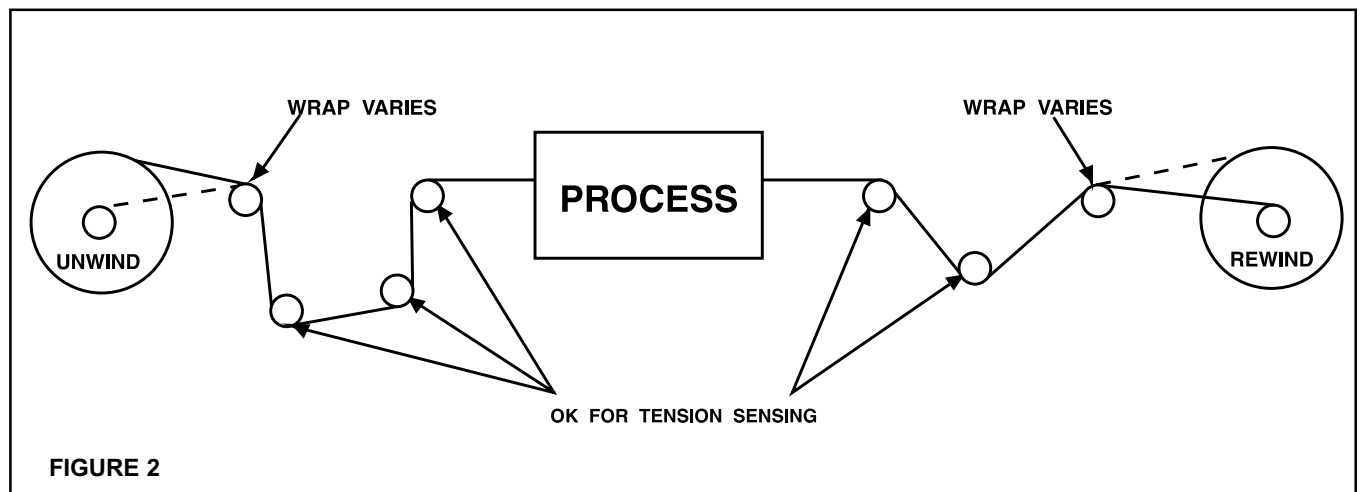 WRAP VARIES
WRAP VARIES
PROCESS
UNWIND
REWIND
OK FOR TENSION SENSING
FIGURE 2